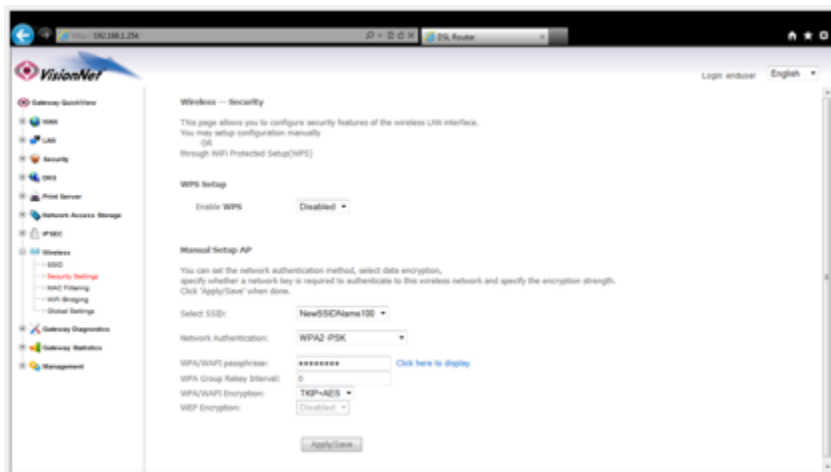 http://192.168.1.254
DSL Router
VisionNet
Login: enduser
English
Gateway QuickView
WAN
LAN
Security
DNS
Print Server
Network Access Storage
IPSEC
Wireless
SSID
Security Settings
MAC Filtering
WiFi Bridging
Global Settings
Gateway Diagnostics
Gateway Statistics
Management
Wireless -- Security
This page allows you to configure security features of the wireless LAN interface.
You may setup configuration manually
OR
through WiFi Protected Setup(WPS)
WPS Setup
Enable WPS
Disabled
Manual Setup AP
You can set the network authentication method, select data encryption,
specify whether a network key is required to authenticate to this wireless network and specify the encryption strength.
Click 'Apply/Save' when done.
Select SSID:
NewSSIDName100
Network Authentication:
WPA2-PSK
WPA/WAPI passphrase:
Click here to display
WPA Group Rekey Interval:
0
WPA/WAPI Encryption:
TKIP+AES
WEP Encryption:
Disabled
Apply/Save